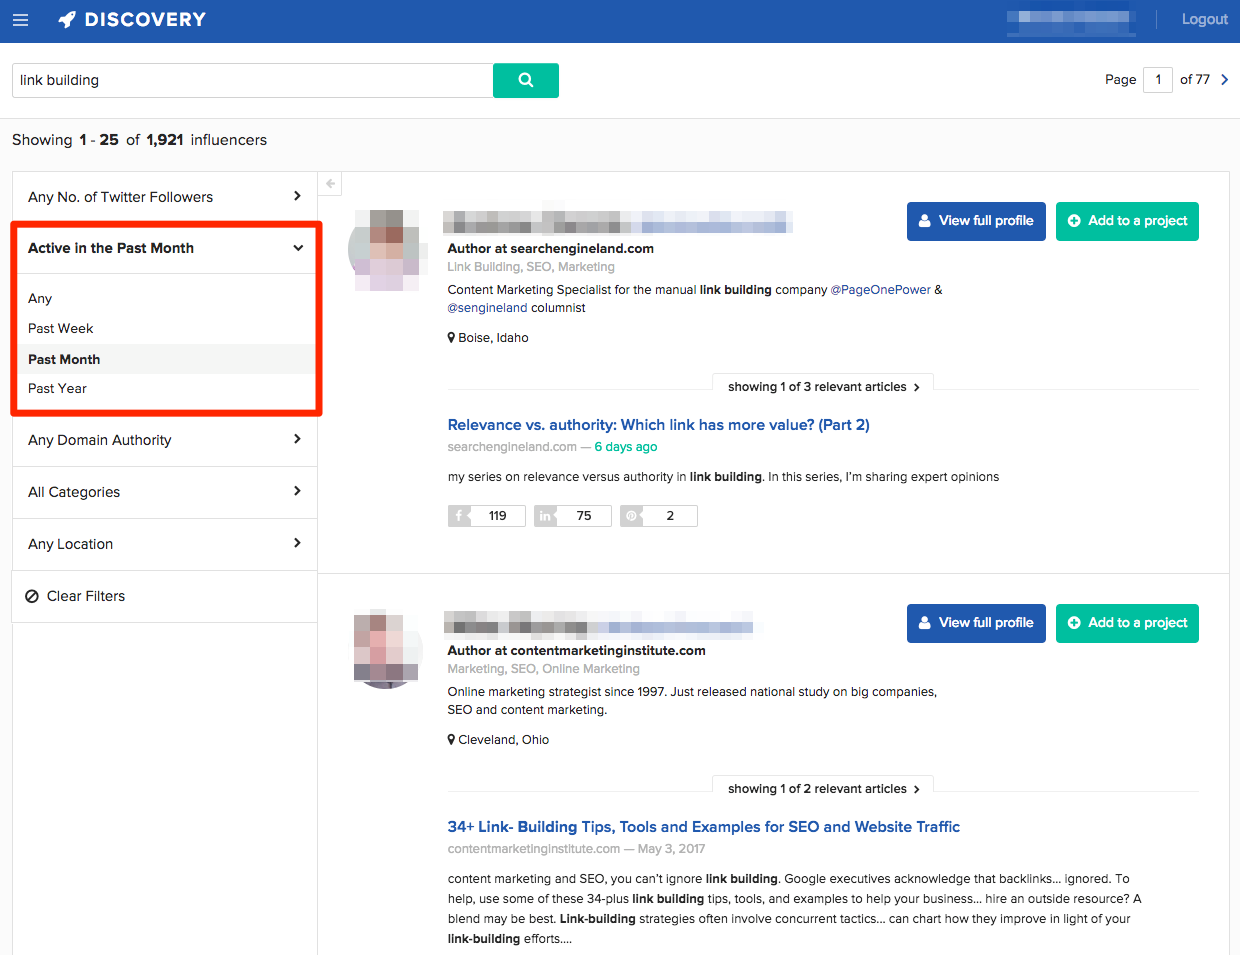 DISCOVERY
Logout
link building
Page 1 of 77
Showing 1 - 25 of 1,921 influencers
Any No. of Twitter Followers
Active in the Past Month
Any
Past Week
Past Month
Past Year
Any Domain Authority
All Categories
Any Location
Clear Filters
View full profile
Add to a project
Author at searchengineland.com
Link Building, SEO, Marketing
Content Marketing Specialist for the manual link building company @PageOnePower &
@sengineland columnist
Boise, Idaho
showing 1 of 3 relevant articles
Relevance vs. authority: Which link has more value? (Part 2)
searchengineland.com — 6 days ago
my series on relevance versus authority in link building. In this series, I'm sharing expert opinions
119
75
2
View full profile
Add to a project
Author at contentmarketinginstitute.com
Marketing, SEO, Online Marketing
Online marketing strategist since 1997. Just released national study on big companies,
SEO and content marketing.
Cleveland, Ohio
showing 1 of 2 relevant articles
34+ Link- Building Tips, Tools and Examples for SEO and Website Traffic
contentmarketinginstitute.com — May 3, 2017
content marketing and SEO, you can't ignore link building. Google executives acknowledge that backlinks... ignored. To
help, use some of these 34-plus link building tips, tools, and examples to help your business... hire an outside resource? A
blend may be best. Link-building strategies often involve concurrent tactics... can chart how they improve in light of your
link-building efforts....